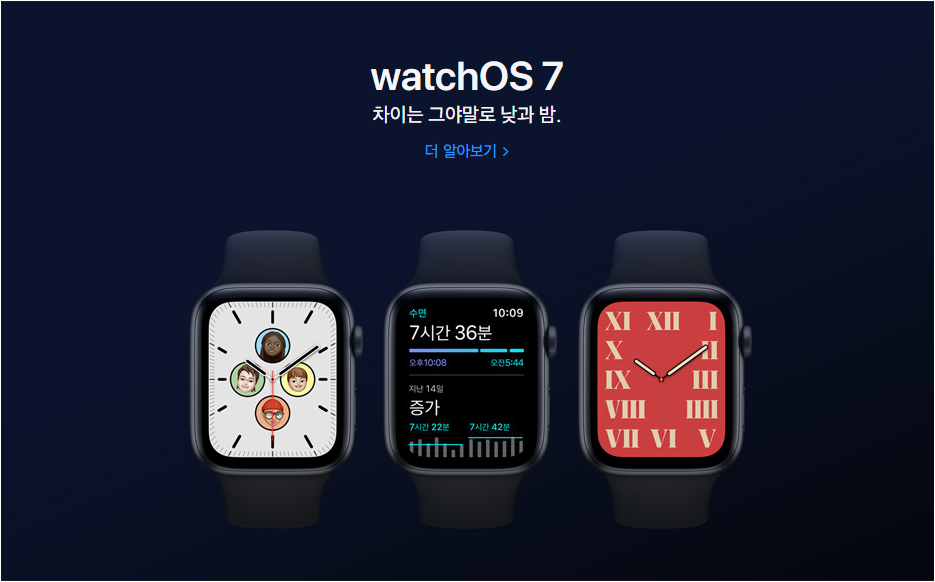 watchOS 7
차이는 그야말로 낮과 밤.
더 알아보기 >
수면
10:09
7시간 36분
오후10:08
오전5:44
지난 14일
증가
7시간 22분
7시간 42분
XI XII I
X II
IX III
VIII IIII
VII VI V